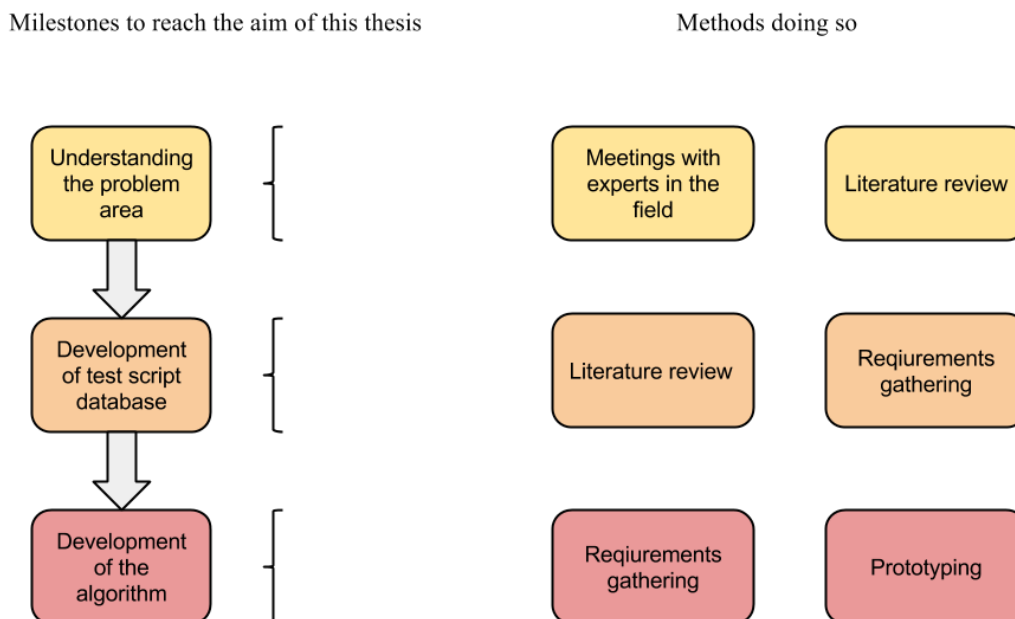 Milestones to reach the aim of this thesis
Methods doing so
Understanding
the problem
area
Meetings with
experts in the
field
Literature review
Development
of test script
database
Literature review
Reqiurements
gathering
Development
of the
algorithm
Reqiurements
gathering
Prototyping